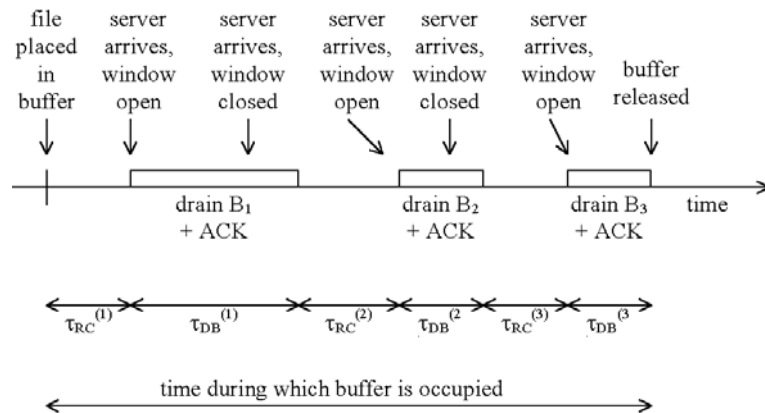 file
placed
in
buffer
server
arrives,
window
open
server
arrives,
window
closed
server
arrives,
window
open
server
arrives,
window
closed
server
arrives,
window
open
buffer
released
drain B₁
+ ACK
drain B₂
+ ACK
drain B₃
+ ACK
time
τRC⁽¹⁾
τDB⁽¹⁾
τRC⁽²⁾
τDB⁽²
τRC⁽³⁾
τDB⁽³
time during which buffer is occupied